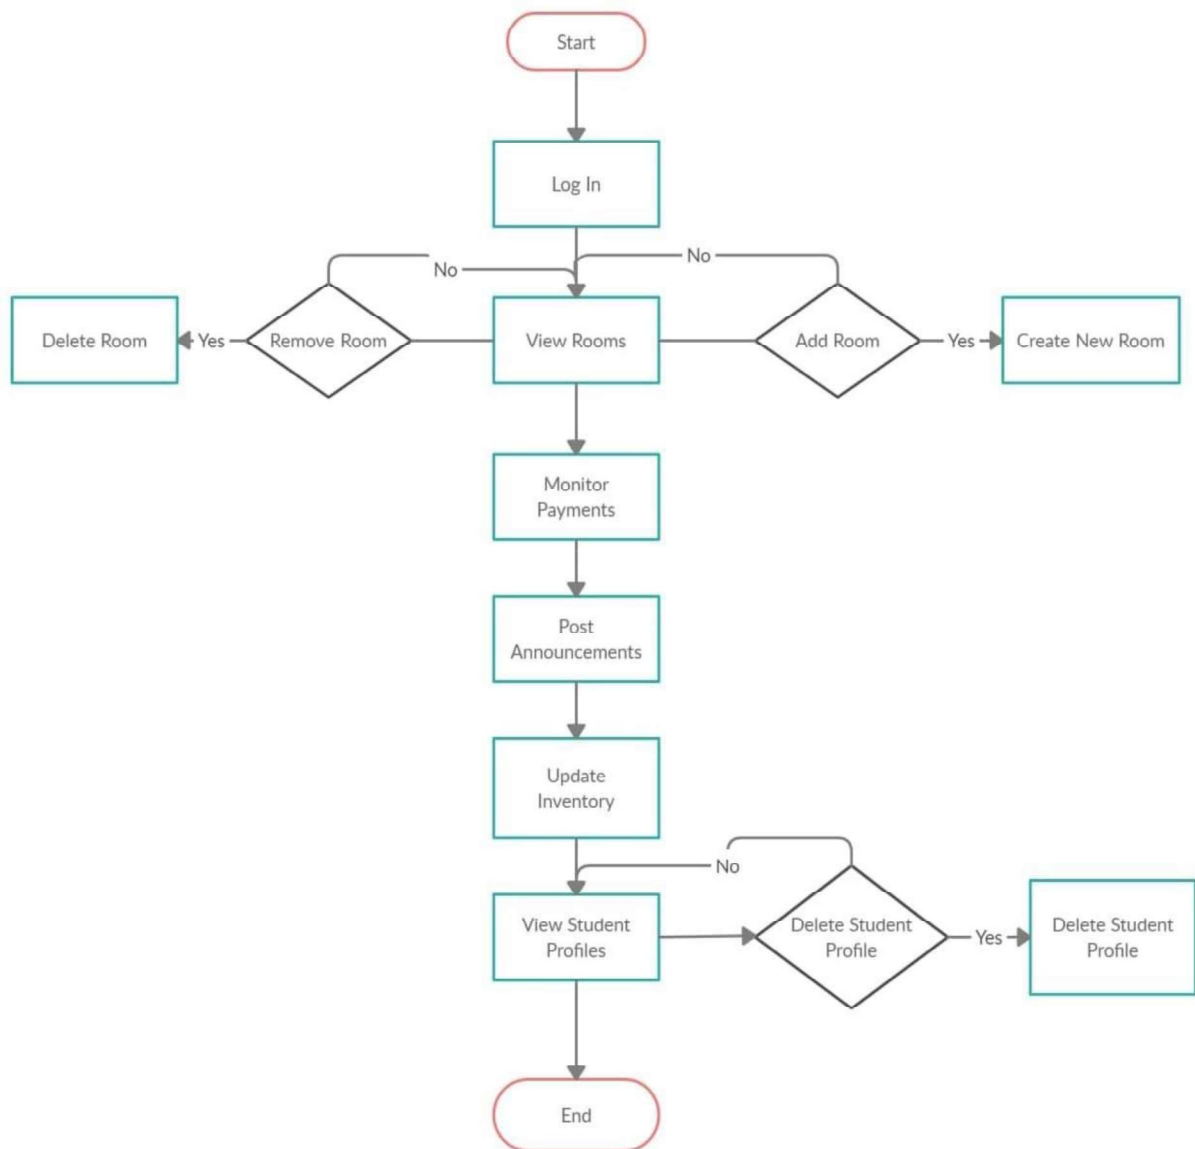 Start
Log In
No
No
Delete Room
Yes
Remove Room
View Rooms
Add Room
Yes
Create New Room
Monitor
Payments
Post
Announcements
Update
Inventory
No
View Student
Profiles
Delete Student
Profile
Yes
Delete Student
Profile
End